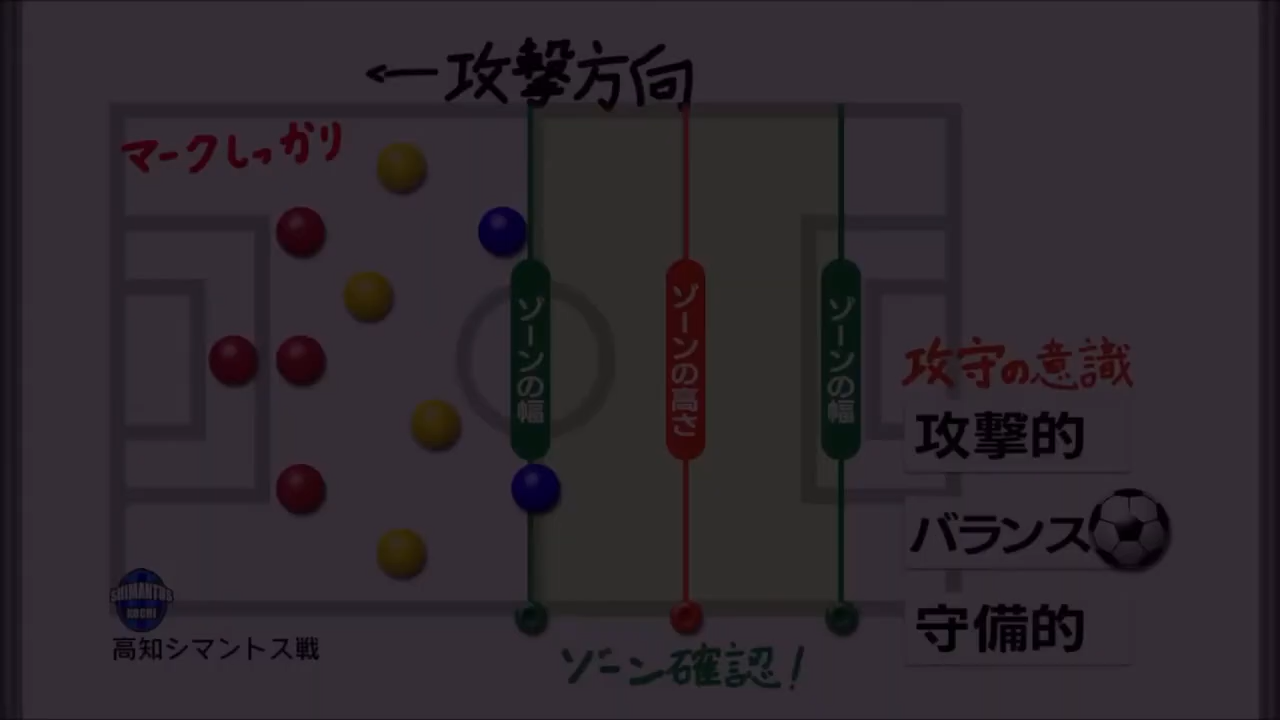 ←攻撃方向
マークしっかり
ゾーンの幅
ゾーンの高さ
ゾーンの幅
攻守の意識
攻撃的
バランス
守備的
SHIMANTOS
KOCHI
高知シマントス戦
ゾーン確認!